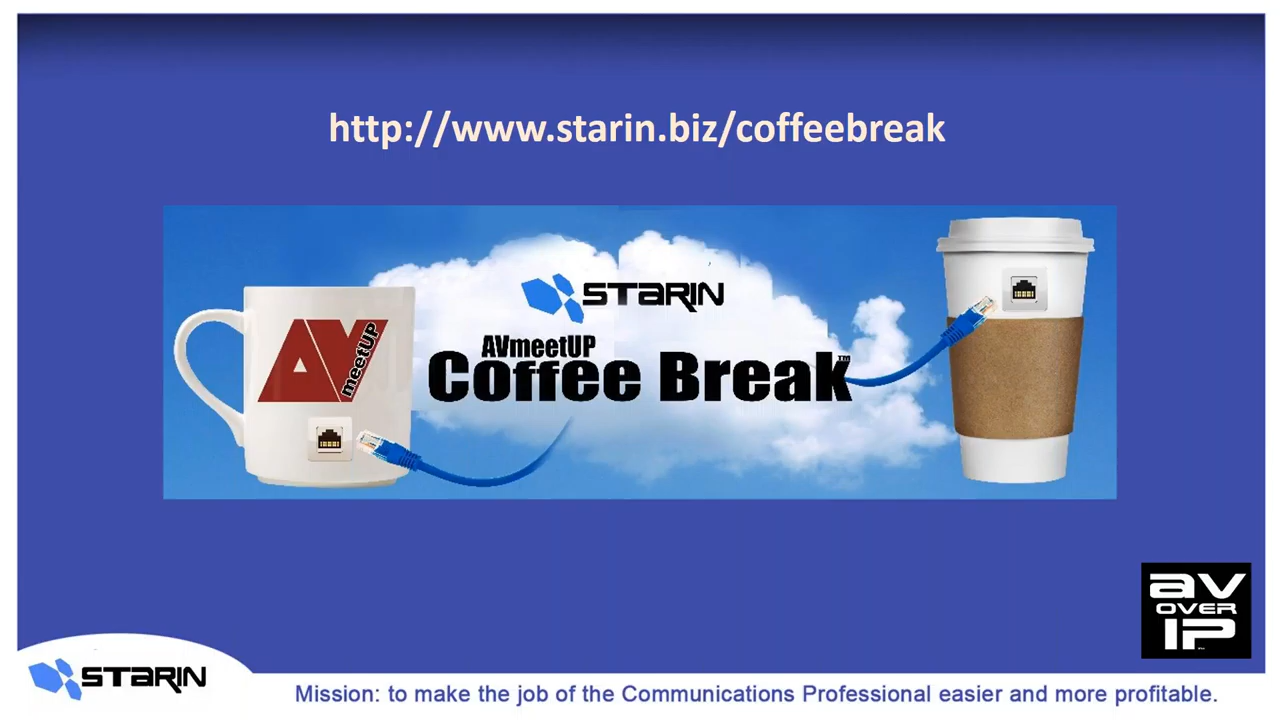 http://www.starin.biz/coffeebreak
STARIN
AVmeetUP
Coffee Break
AV
meetUP
AV
OVER
IP
STARIN
Mission: to make the job of the Communications Professional easier and more profitable.